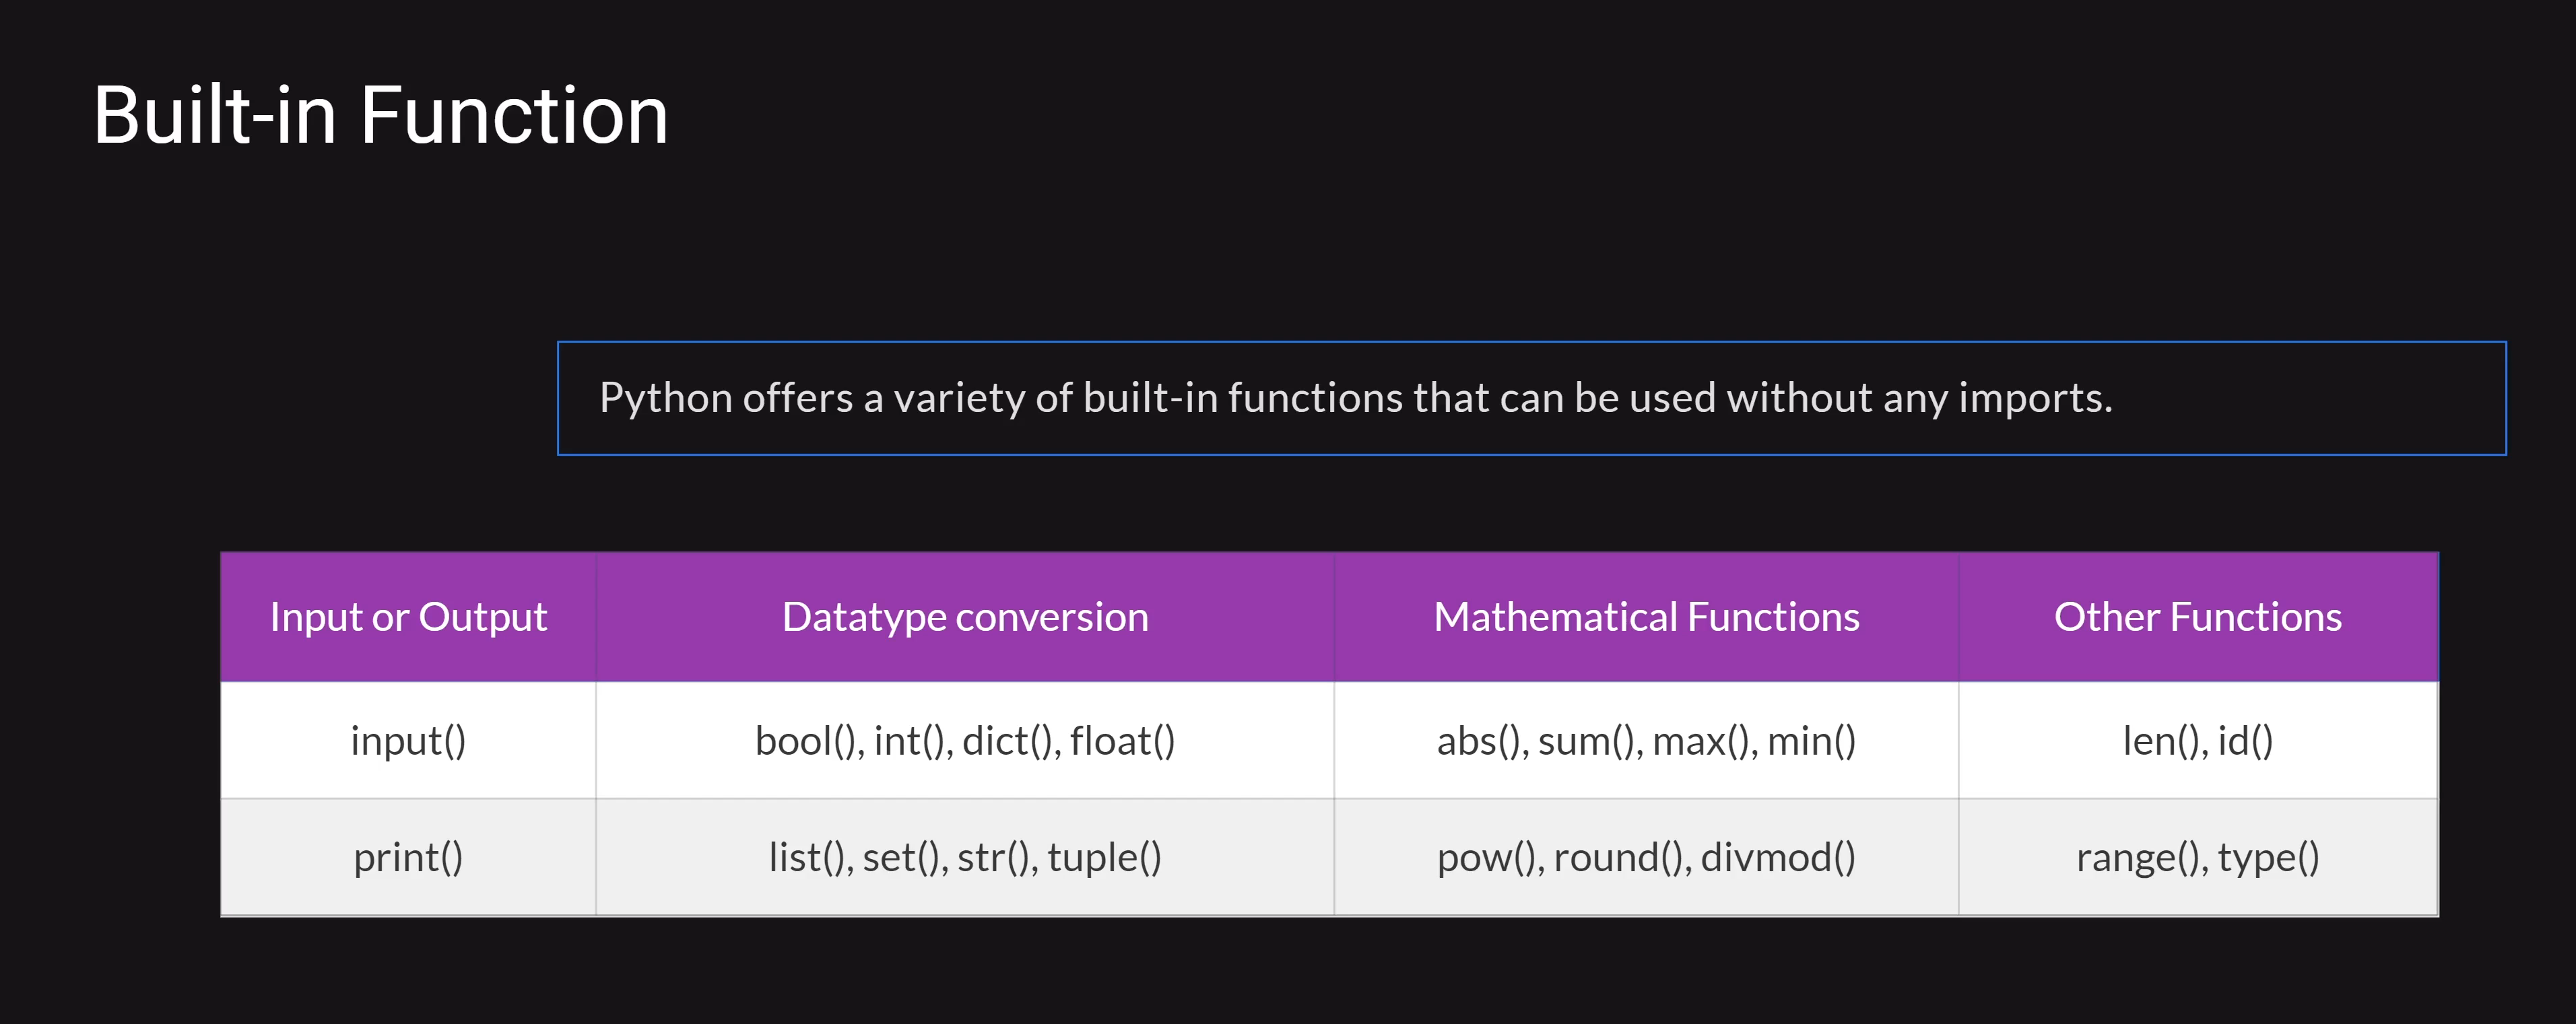 Built-in Function
Python offers a variety of built-in functions that can be used without any imports.
Input or Output Datatype conversion Mathematical Functions Other Functions
input() bool(), int(), dict(), float() abs(), sum(), max(), min() len(), id()
print() list(), set(), str(), tuple() pow(), round(), divmod() range(), type()